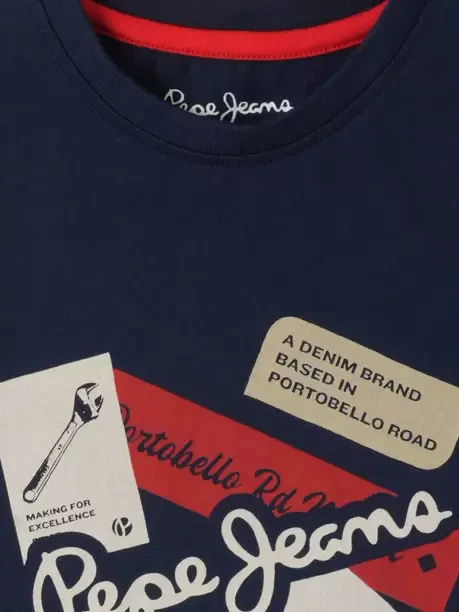 Pepe Jeans
A DENIM BRAND
BASED IN
PORTOBELLO ROAD
Portobello Rd
MAKING FOR
EXCELLENCE
Pepe Jeans